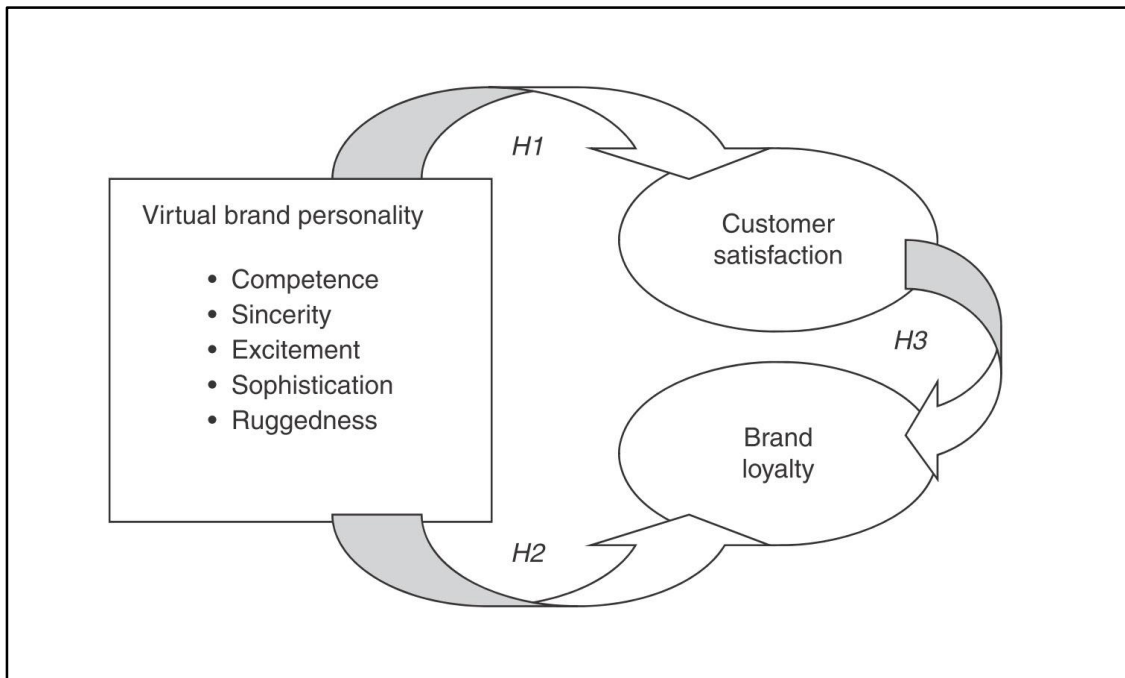 H1
Virtual brand personality
• Competence
• Sincerity
• Excitement
• Sophistication
• Ruggedness
Customer
satisfaction
H3
Brand
loyalty
H2